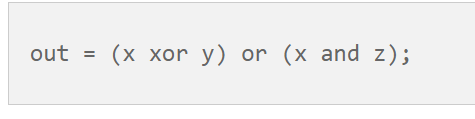 out = (x xor y) or (x and z);